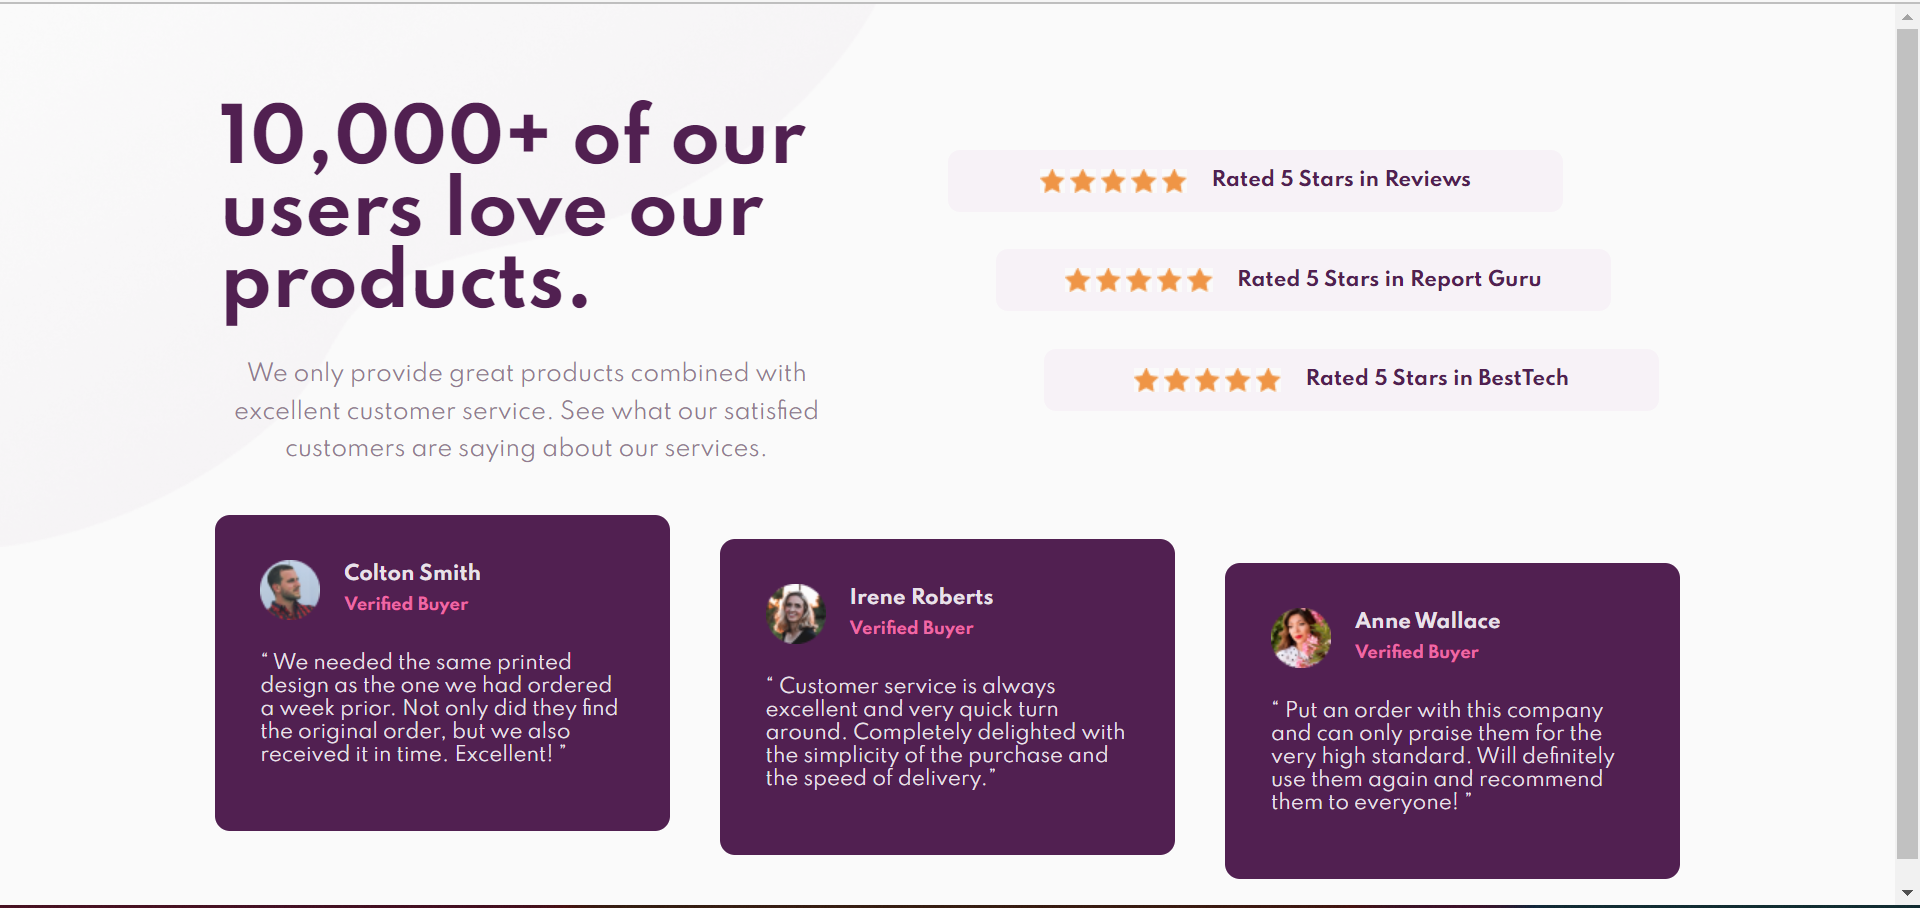 10,000+ of our
users love our
products.
We only provide great products combined with
excellent customer service. See what our satisfied
customers are saying about our services.
Rated 5 Stars in Reviews
Rated 5 Stars in Report Guru
Rated 5 Stars in BestTech
Colton Smith
Verified Buyer
“ We needed the same printed
design as the one we had ordered
a week prior. Not only did they find
the original order, but we also
received it in time. Excellent! ”
Irene Roberts
Verified Buyer
“ Customer service is always
excellent and very quick turn
around. Completely delighted with
the simplicity of the purchase and
the speed of delivery.”
Anne Wallace
Verified Buyer
“ Put an order with this company
and can only praise them for the
very high standard. Will definitely
use them again and recommend
them to everyone! ”